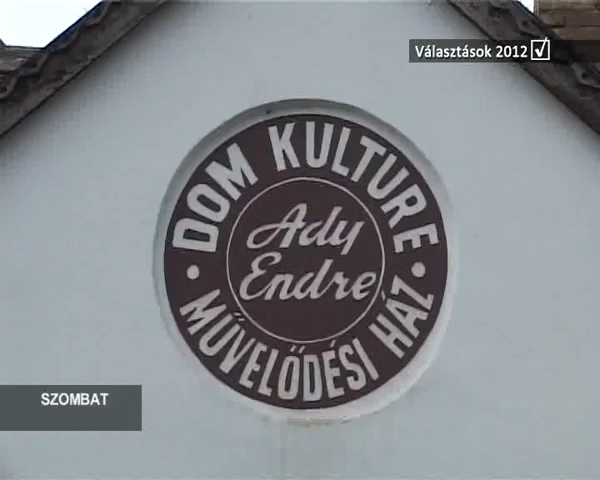 Választások 2012
DOM KULTURE
Ady
Endre
MŰVELŐDÉSI HÁZ
SZOMBAT